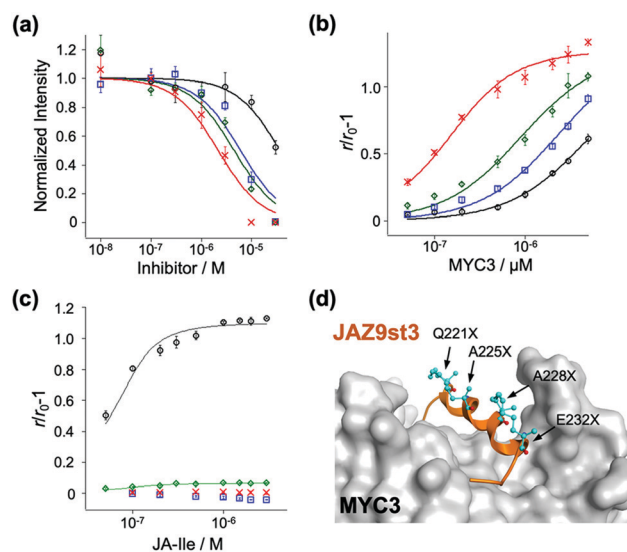 (a)
1.2
1.0
0.8
0.6
0.4
0.2
0
Normalized Intensity
10-8
10-7
10-6
10-5
Inhibitor / M
(b)
1.0
0.5
0
r/r0-1
10-7
10-6
MYC3 / µM
(c)
1.2
1.0
0.8
0.6
0.4
0.2
0
r/r0-1
10-7
10-6
JA-Ile / M
(d)
JAZ9st3
Q221X
A225X
A228X
E232X
MYC3